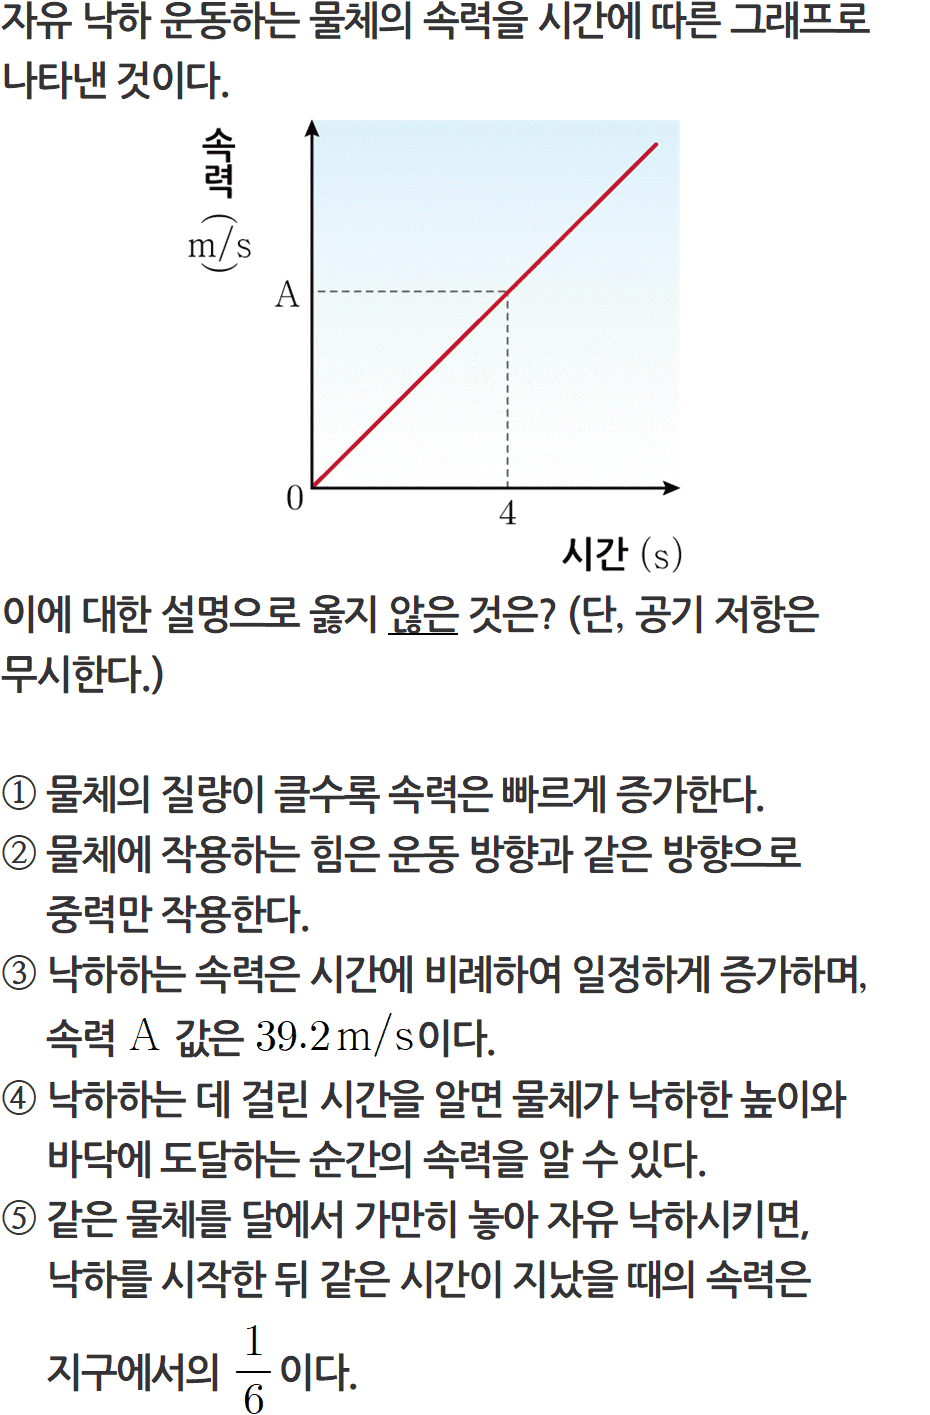 자유 낙하 운동하는 물체의 속력을 시간에 따른 그래프로
나타낸 것이다.
속력
(m/s)
A
0
4
시간 (s)
이에 대한 설명으로 옳지 않은 것은? (단, 공기 저항은
무시한다.)
① 물체의 질량이 클수록 속력은 빠르게 증가한다.
② 물체에 작용하는 힘은 운동 방향과 같은 방향으로
중력만 작용한다.
③ 낙하하는 속력은 시간에 비례하여 일정하게 증가하며,
속력 A 값은 39.2m/s이다.
④ 낙하하는 데 걸린 시간을 알면 물체가 낙하한 높이와
바닥에 도달하는 순간의 속력을 알 수 있다.
⑤ 같은 물체를 달에서 가만히 놓아 자유 낙하시키면,
낙하를 시작한 뒤 같은 시간이 지났을 때의 속력은
지구에서의 1/6 이다.